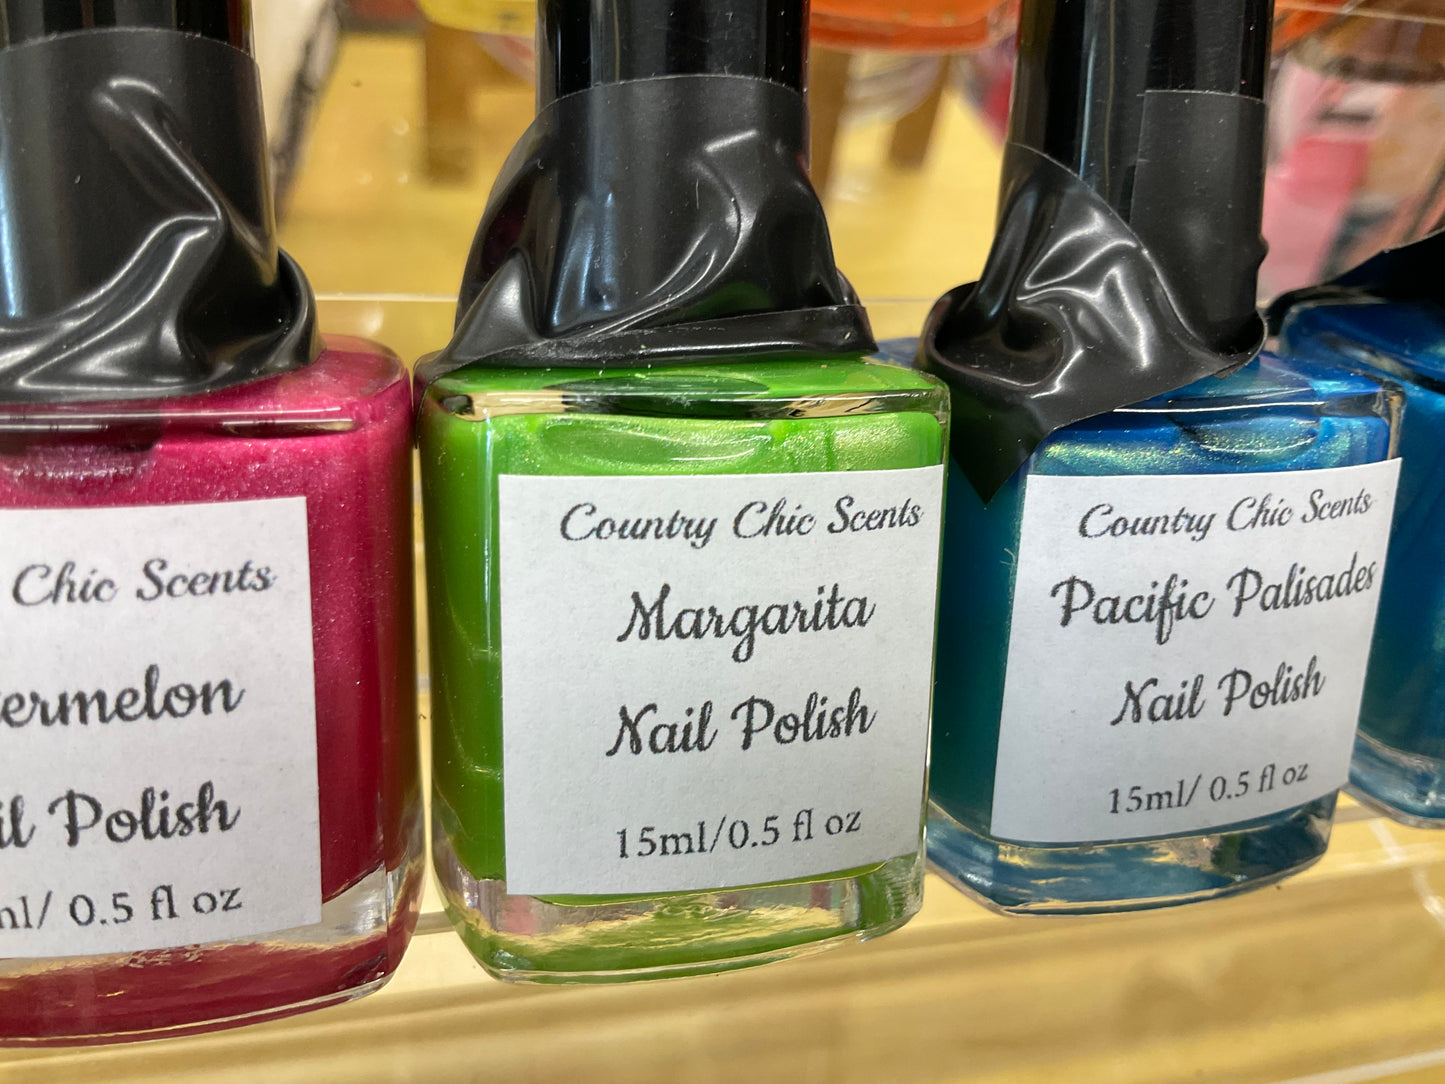 Chic Scents
ermelon
il Polish
ml/ 0.5 fl oz
Country Chic Scents
Margarita
Nail Polish
15ml/0.5 fl oz
Country Chic Scents
Pacific Palisades
Nail Polish
15ml/ 0.5 fl oz